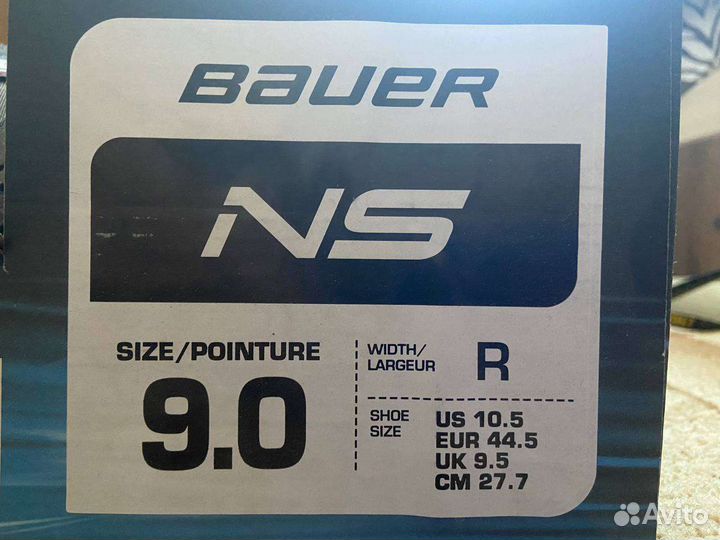 BAUER
NS
SIZE/POINTURE
9.0
WIDTH/
LARGEUR
R
SHOE
SIZE
US 10.5
EUR 44.5
UK 9.5
CM 27.7
Avito